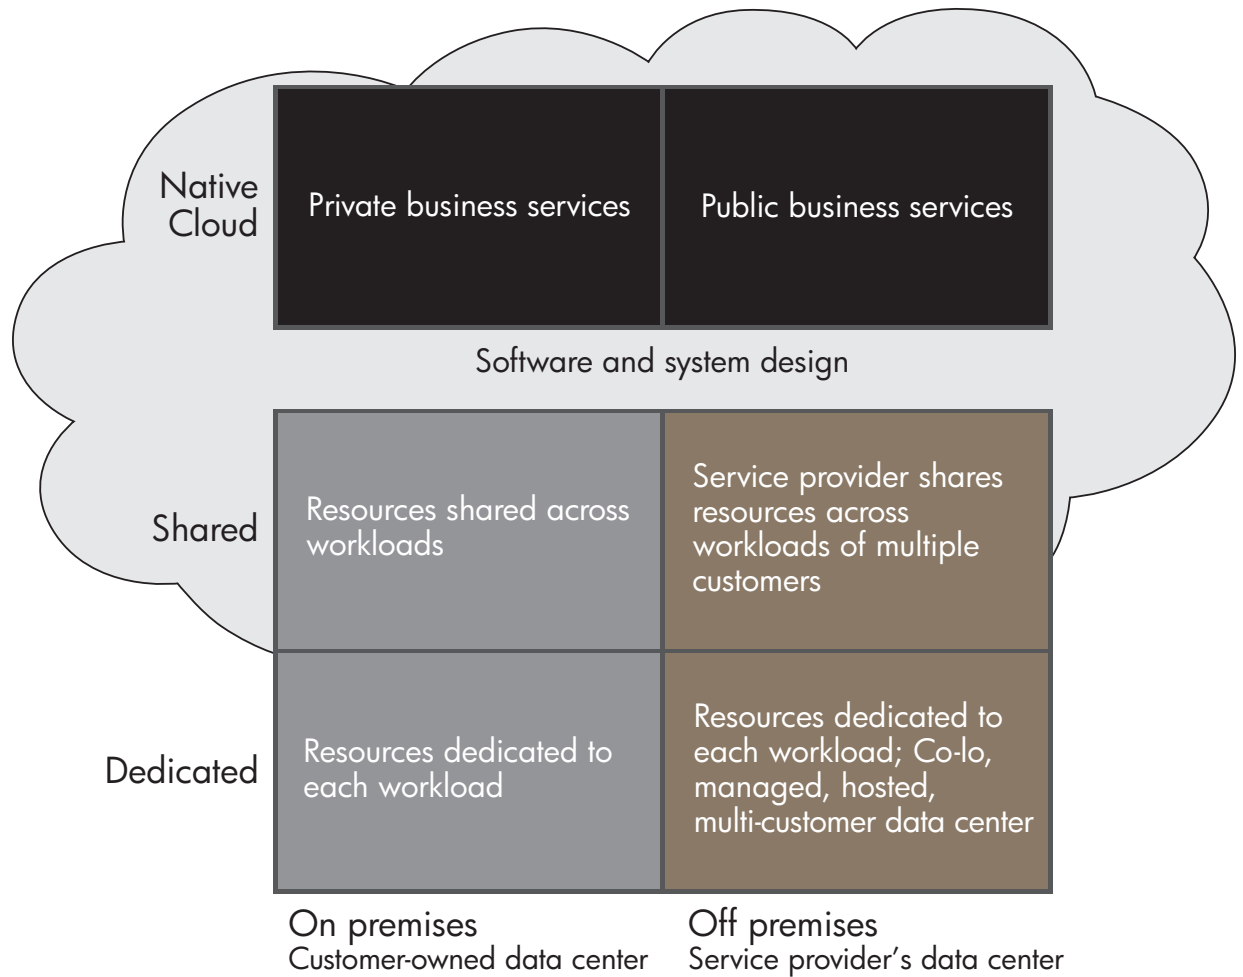 Native
Cloud
Private business services
Public business services
Software and system design
Shared
Resources shared across
workloads
Service provider shares
resources across
workloads of multiple
customers
Dedicated
Resources dedicated to
each workload
Resources dedicated to
each workload; Co-lo,
managed, hosted,
multi-customer data center
On premises
Customer-owned data center
Off premises
Service provider's data center